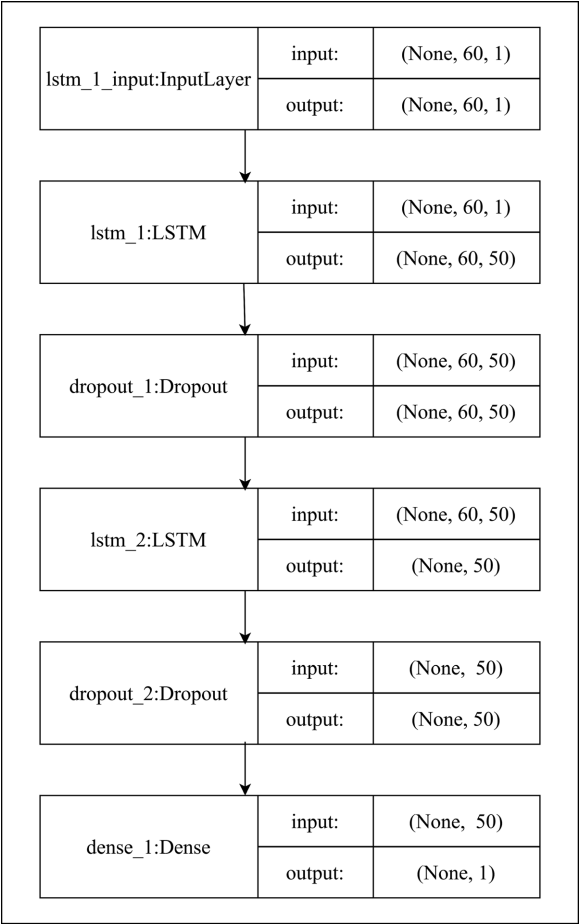 lstm_1_input:InputLayer
input:
(None, 60, 1)
output:
(None, 60, 1)
lstm_1:LSTM
input:
(None, 60, 1)
output:
(None, 60, 50)
dropout_1:Dropout
input:
(None, 60, 50)
output:
(None, 60, 50)
lstm_2:LSTM
input:
(None, 60, 50)
output:
(None, 50)
dropout_2:Dropout
input:
(None,  50)
output:
(None, 50)
dense_1:Dense
input:
(None,  50)
output:
(None, 1)